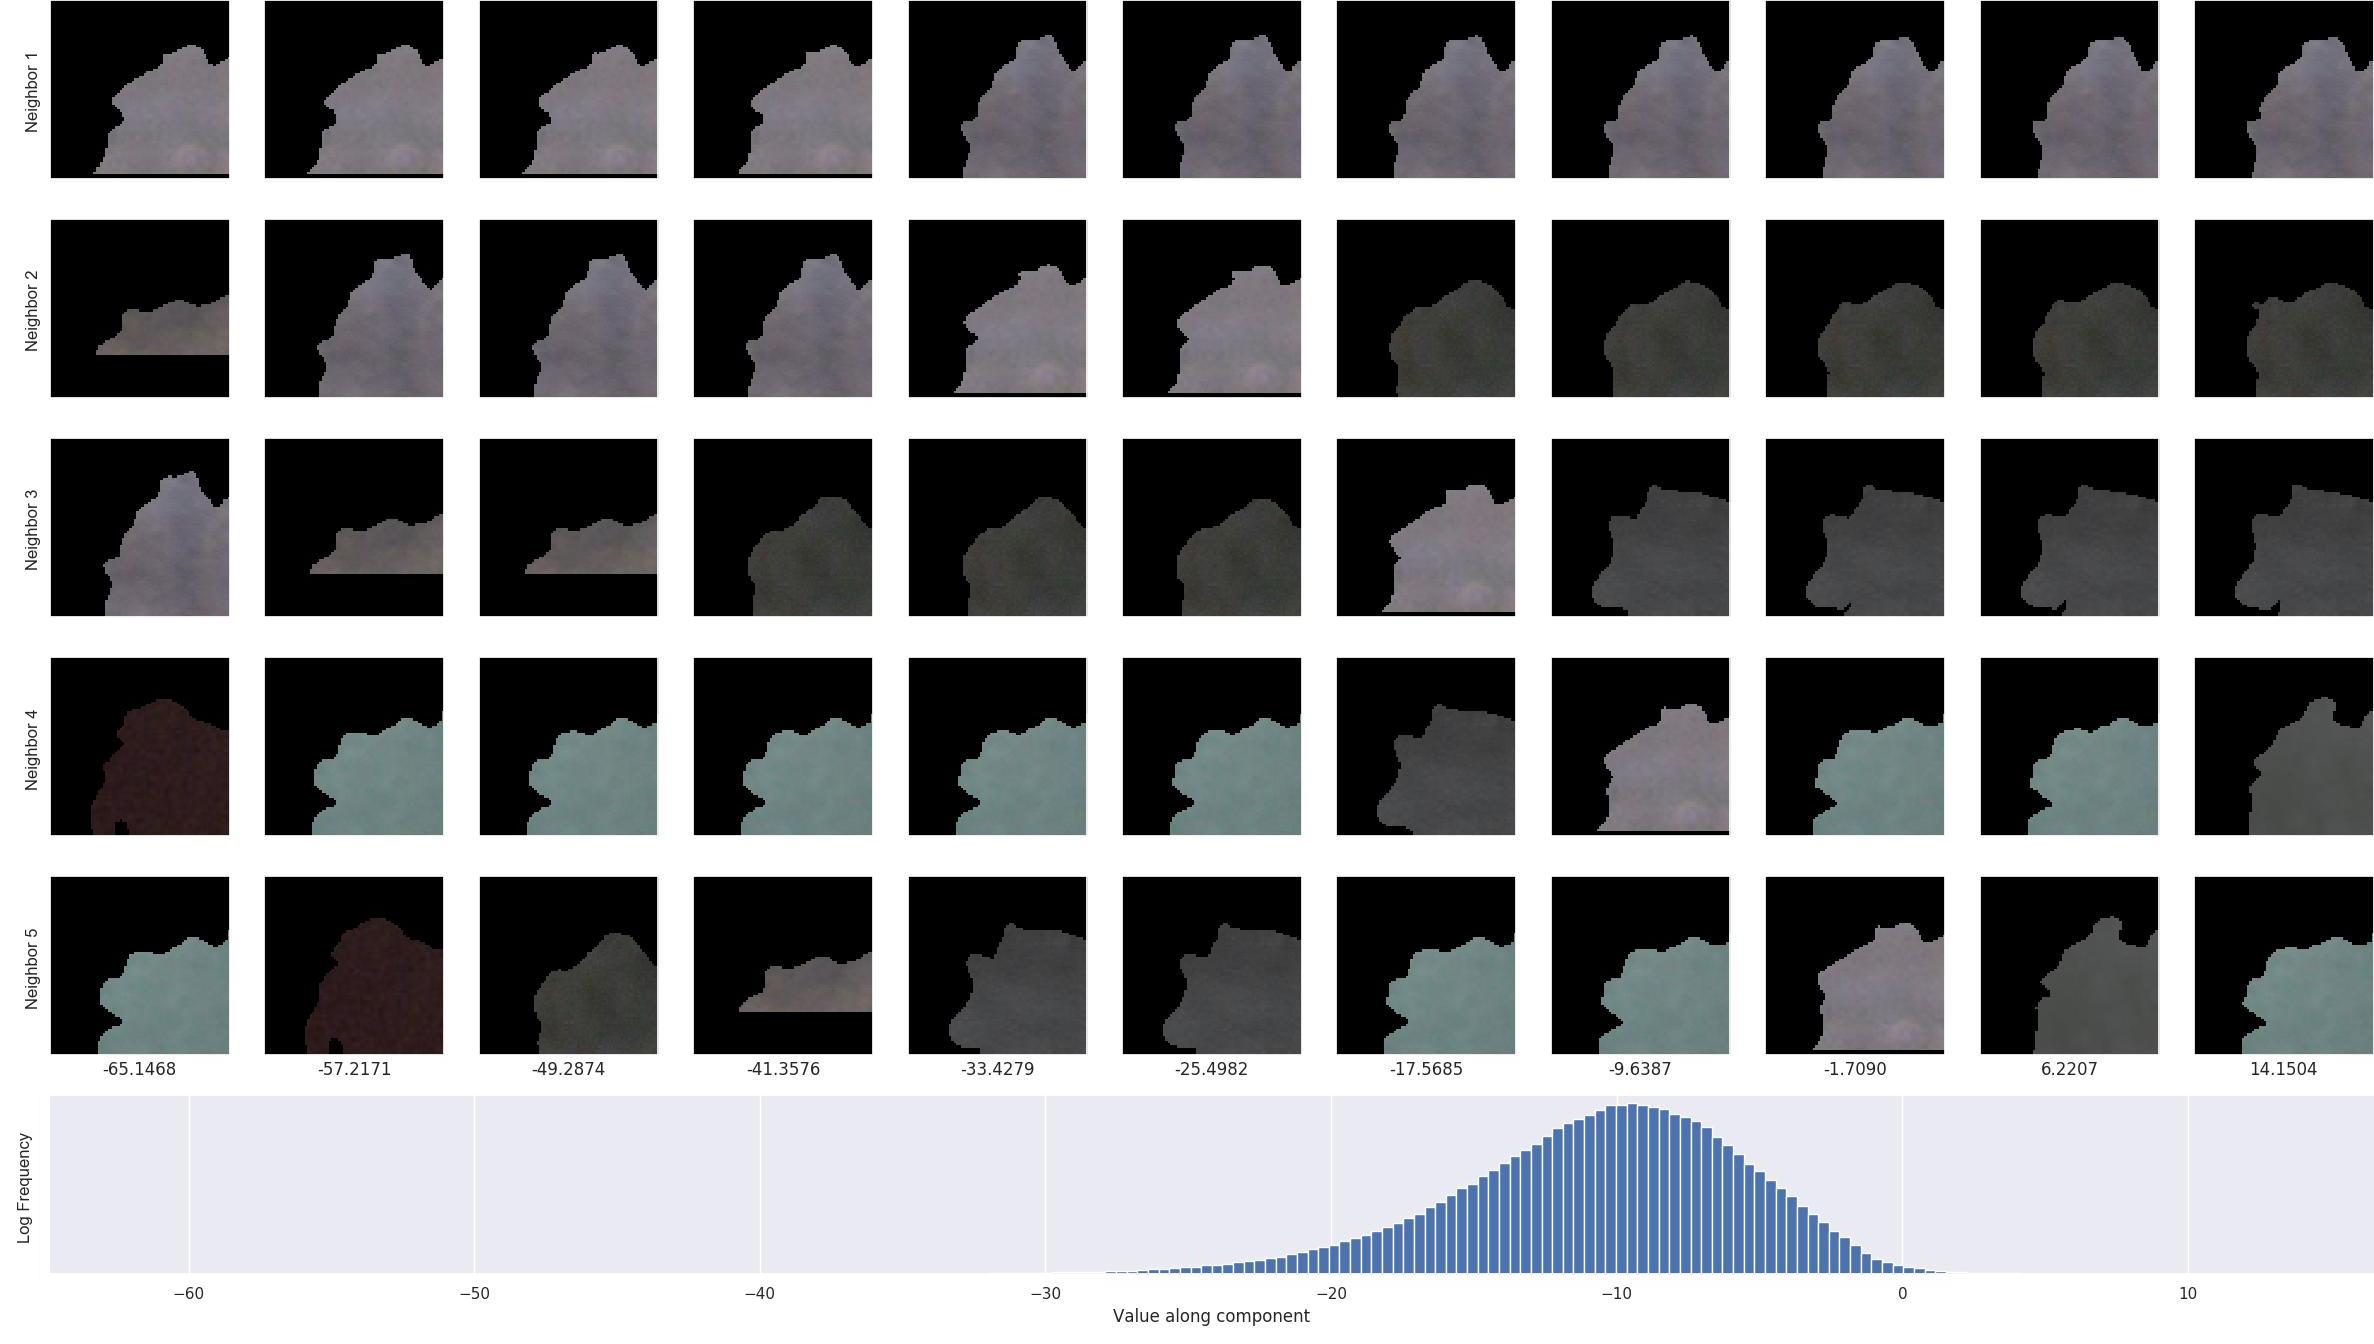 Neighbor 1
Neighbor 2
Neighbor 3
Neighbor 4
Neighbor 5
-65.1468 -57.2171 -49.2874 -41.3576 -33.4279 -25.4982 -17.5685 -9.6387 -1.7090 6.2207 14.1504
Log Frequency
−60 −50 −40 −30 −20 −10 0 10
Value along component